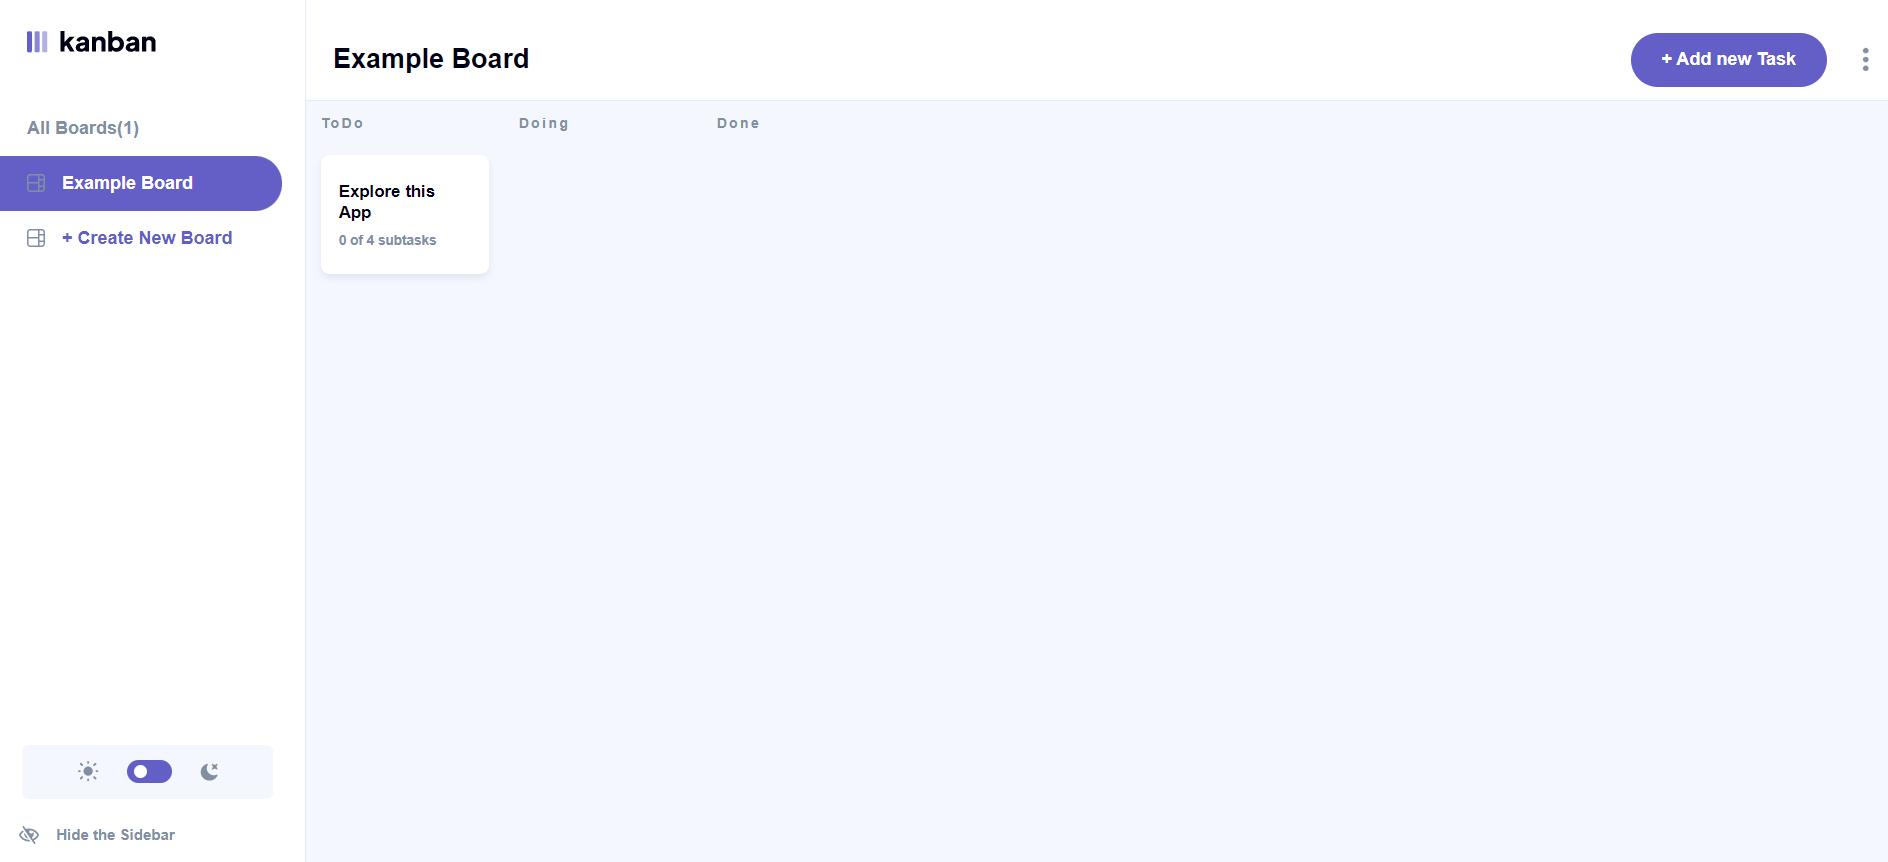 kanban
All Boards(1)
Example Board
+ Create New Board
Hide the Sidebar
Example Board
+ Add new Task
ToDo
Doing
Done
Explore this
App
0 of 4 subtasks